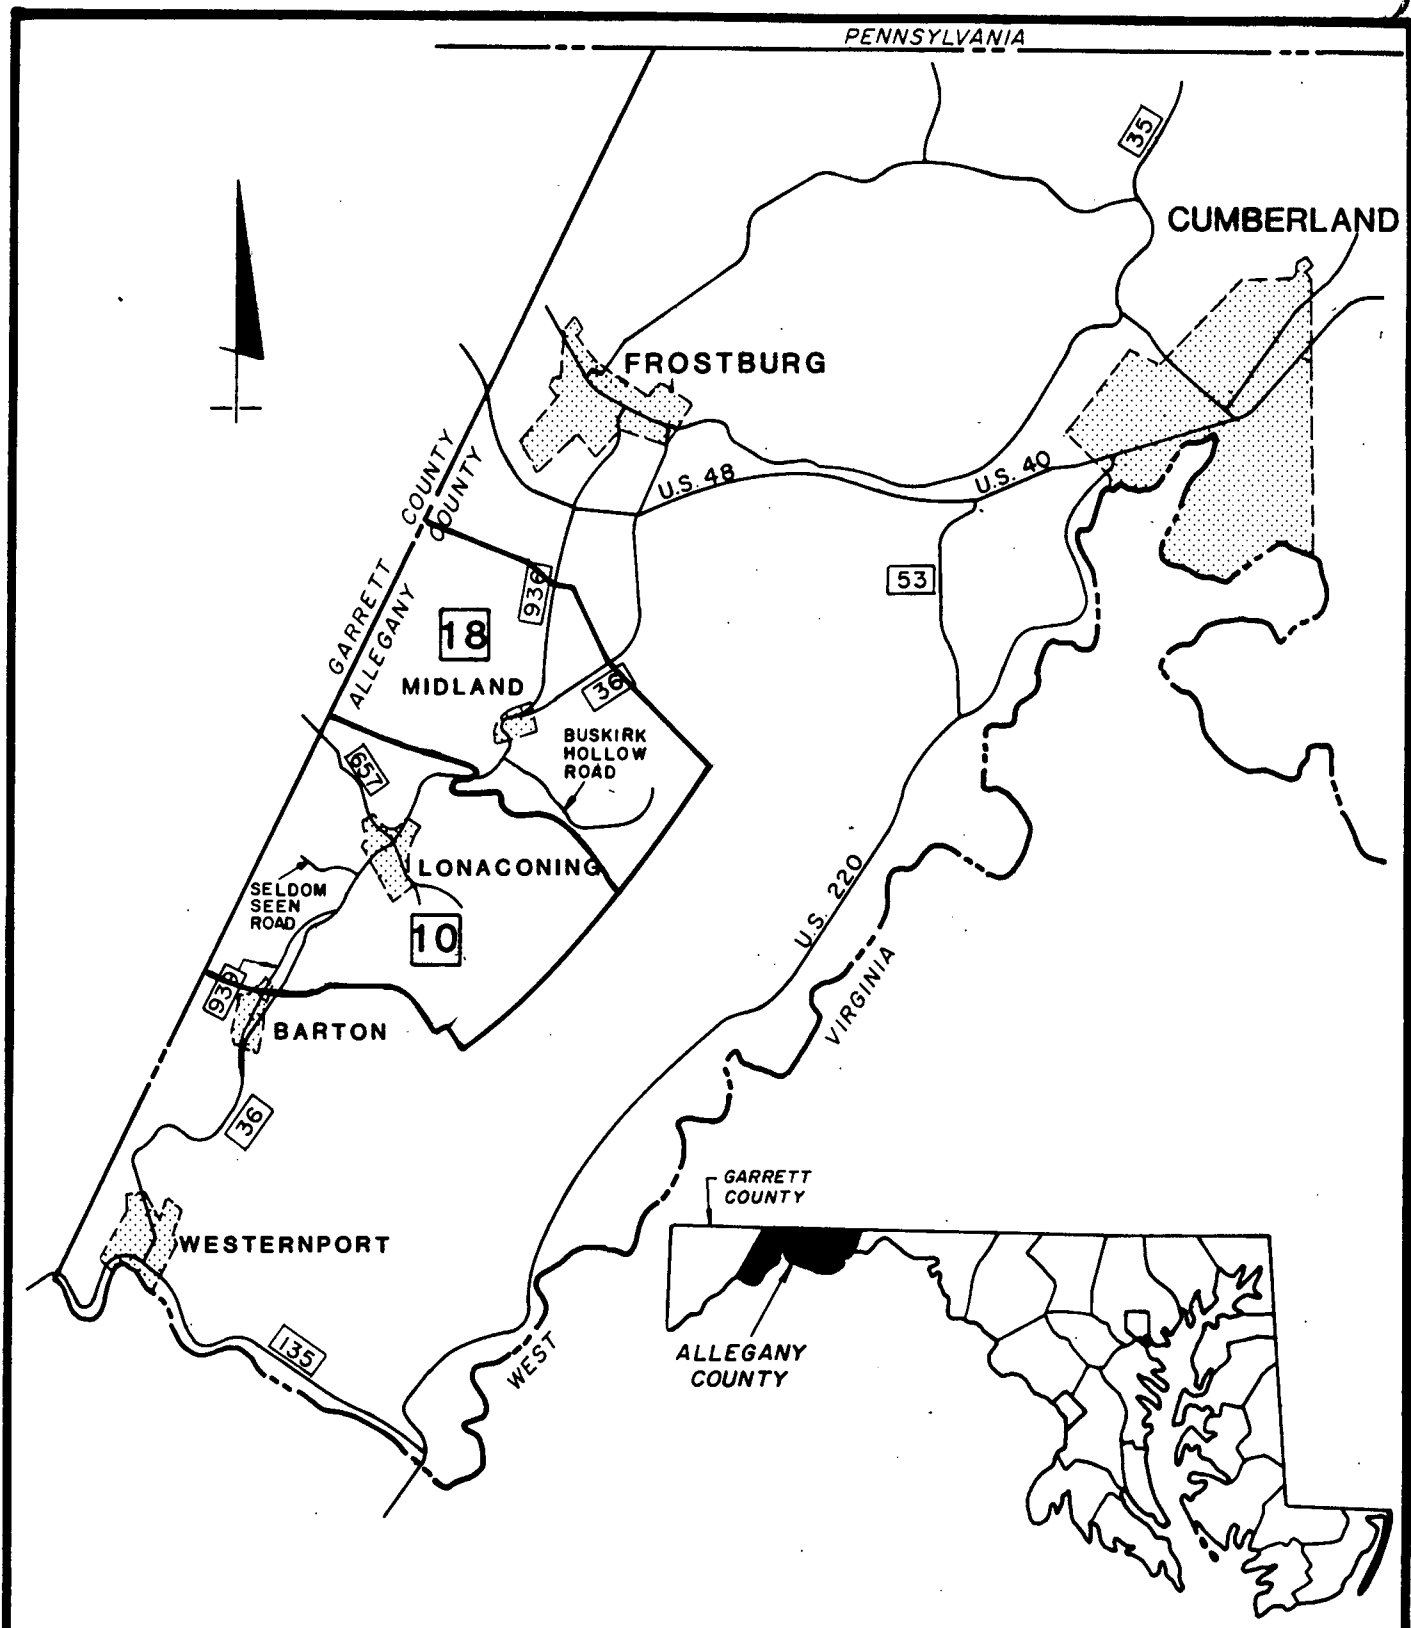 PENNSYLVANIA
35
CUMBERLAND
FROSTBURG
U.S. 48
U.S. 40
GARRETT COUNTY
ALLEGANY COUNTY
936
53
18
MIDLAND
36
BUSKIRK
HOLLOW
ROAD
657
LONACONING
SELDOM
SEEN
ROAD
10
U.S. 220
939
BARTON
WEST VIRGINIA
36
GARRETT
COUNTY
WESTERNPORT
135
ALLEGANY
COUNTY